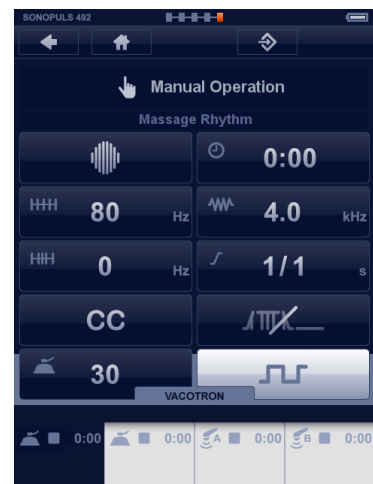 SONOPULS 492
Manual Operation
Massage Rhythm
0:00
80 Hz
4.0 kHz
0 Hz
1/1 s
CC
30
VACOTRON
0:00 0:00 A 0:00 B 0:00